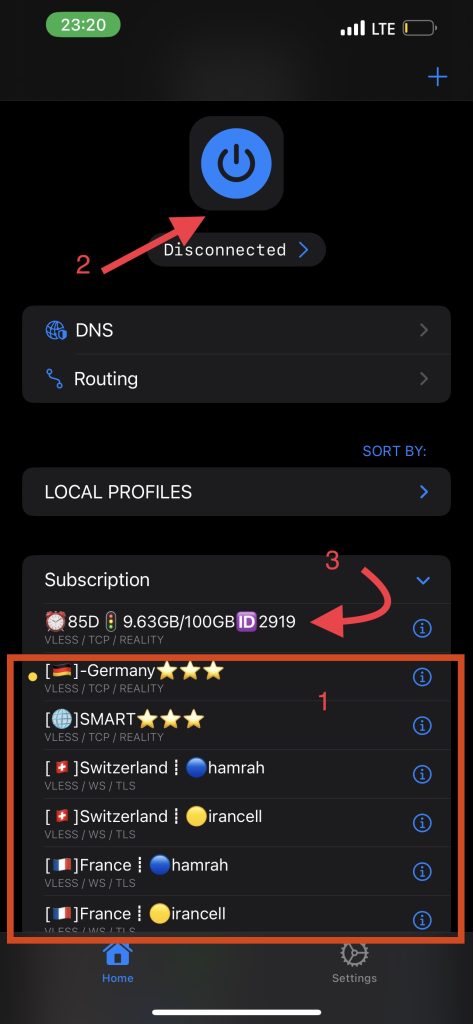 23:20 LTE
+
2
Disconnected
DNS
Routing
SORT BY:
LOCAL PROFILES
3
Subscription
⏰85D🚦9.63GB/100GB🆔2919
VLESS / TCP / REALITY
1
[🇩🇪]-Germany⭐⭐⭐
VLESS / TCP / REALITY
[🌐]SMART⭐⭐⭐
VLESS / TCP / REALITY
[🇨🇭]Switzerland ┋ 🔵hamrah
VLESS / WS / TLS
[🇨🇭]Switzerland ┋ 🟡irancell
VLESS / WS / TLS
[🇫🇷]France ┋ 🔵hamrah
VLESS / WS / TLS
[🇫🇷]France ┋ 🟡irancell
VLESS / WS / TLS
Home Settings